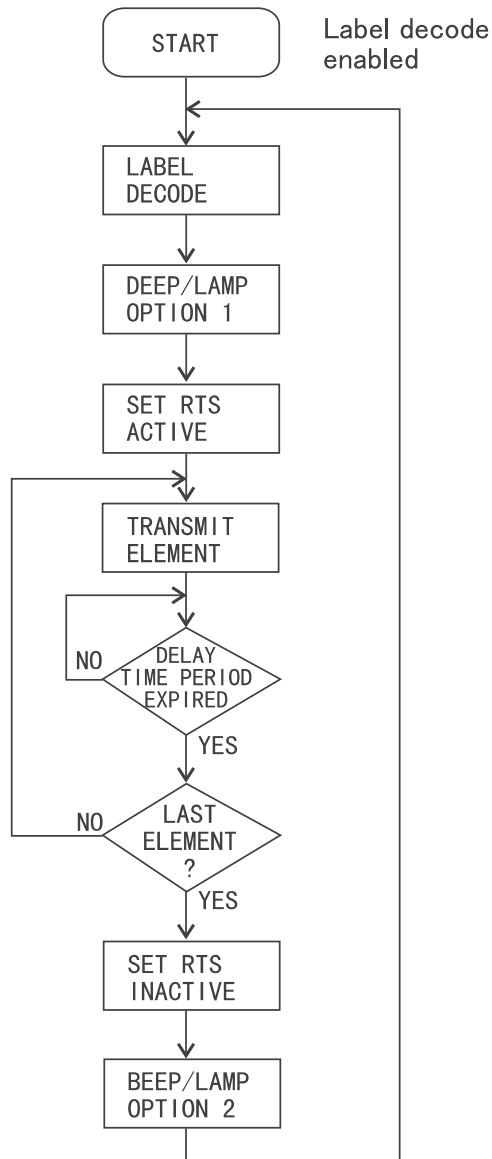 START
Label decode
enabled
LABEL
DECODE
DEEP/LAMP
OPTION 1
SET RTS
ACTIVE
TRANSMIT
ELEMENT
NO
DELAY
TIME PERIOD
EXPIRED
YES
NO
LAST
ELEMENT
?
YES
SET RTS
INACTIVE
BEEP/LAMP
OPTION 2